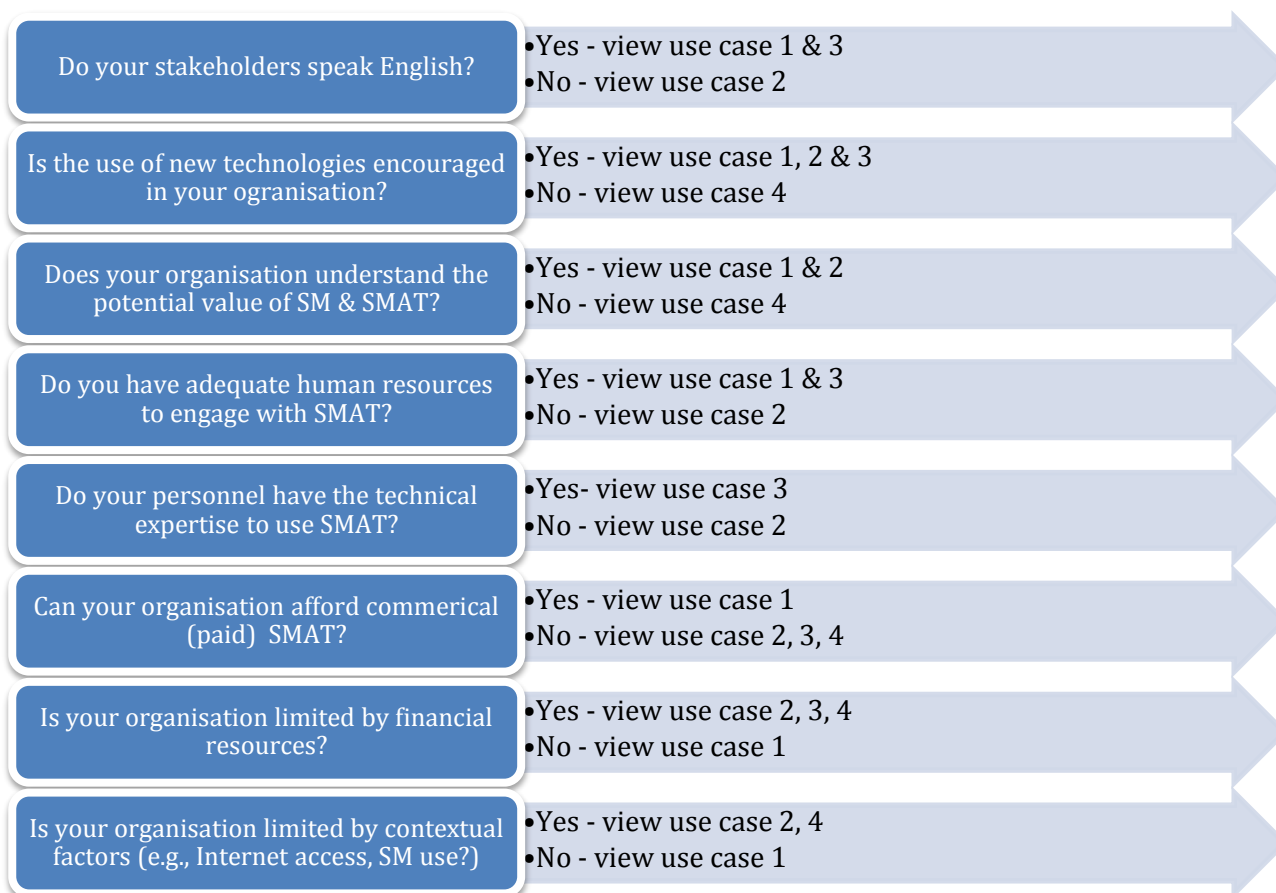 Do your stakeholders speak English?
•Yes - view use case 1 & 3
•No - view use case 2
Is the use of new technologies encouraged
in your ogranisation?
•Yes - view use case 1, 2 & 3
•No - view use case 4
Does your organisation understand the
potential value of SM & SMAT?
•Yes - view use case 1 & 2
•No - view use case 4
Do you have adequate human resources
to engage with SMAT?
•Yes - view use case 1 & 3
•No - view use case 2
Do your personnel have the technical
expertise to use SMAT?
•Yes- view use case 3
•No - view use case 2
Can your organisation afford commerical
(paid)  SMAT?
•Yes - view use case 1
•No - view use case 2, 3, 4
Is your organisation limited by financial
resources?
•Yes - view use case 2, 3, 4
•No - view use case 1
Is your organisation limited by contextual
factors (e.g., Internet access, SM use?)
•Yes - view use case 2, 4
•No - view use case 1